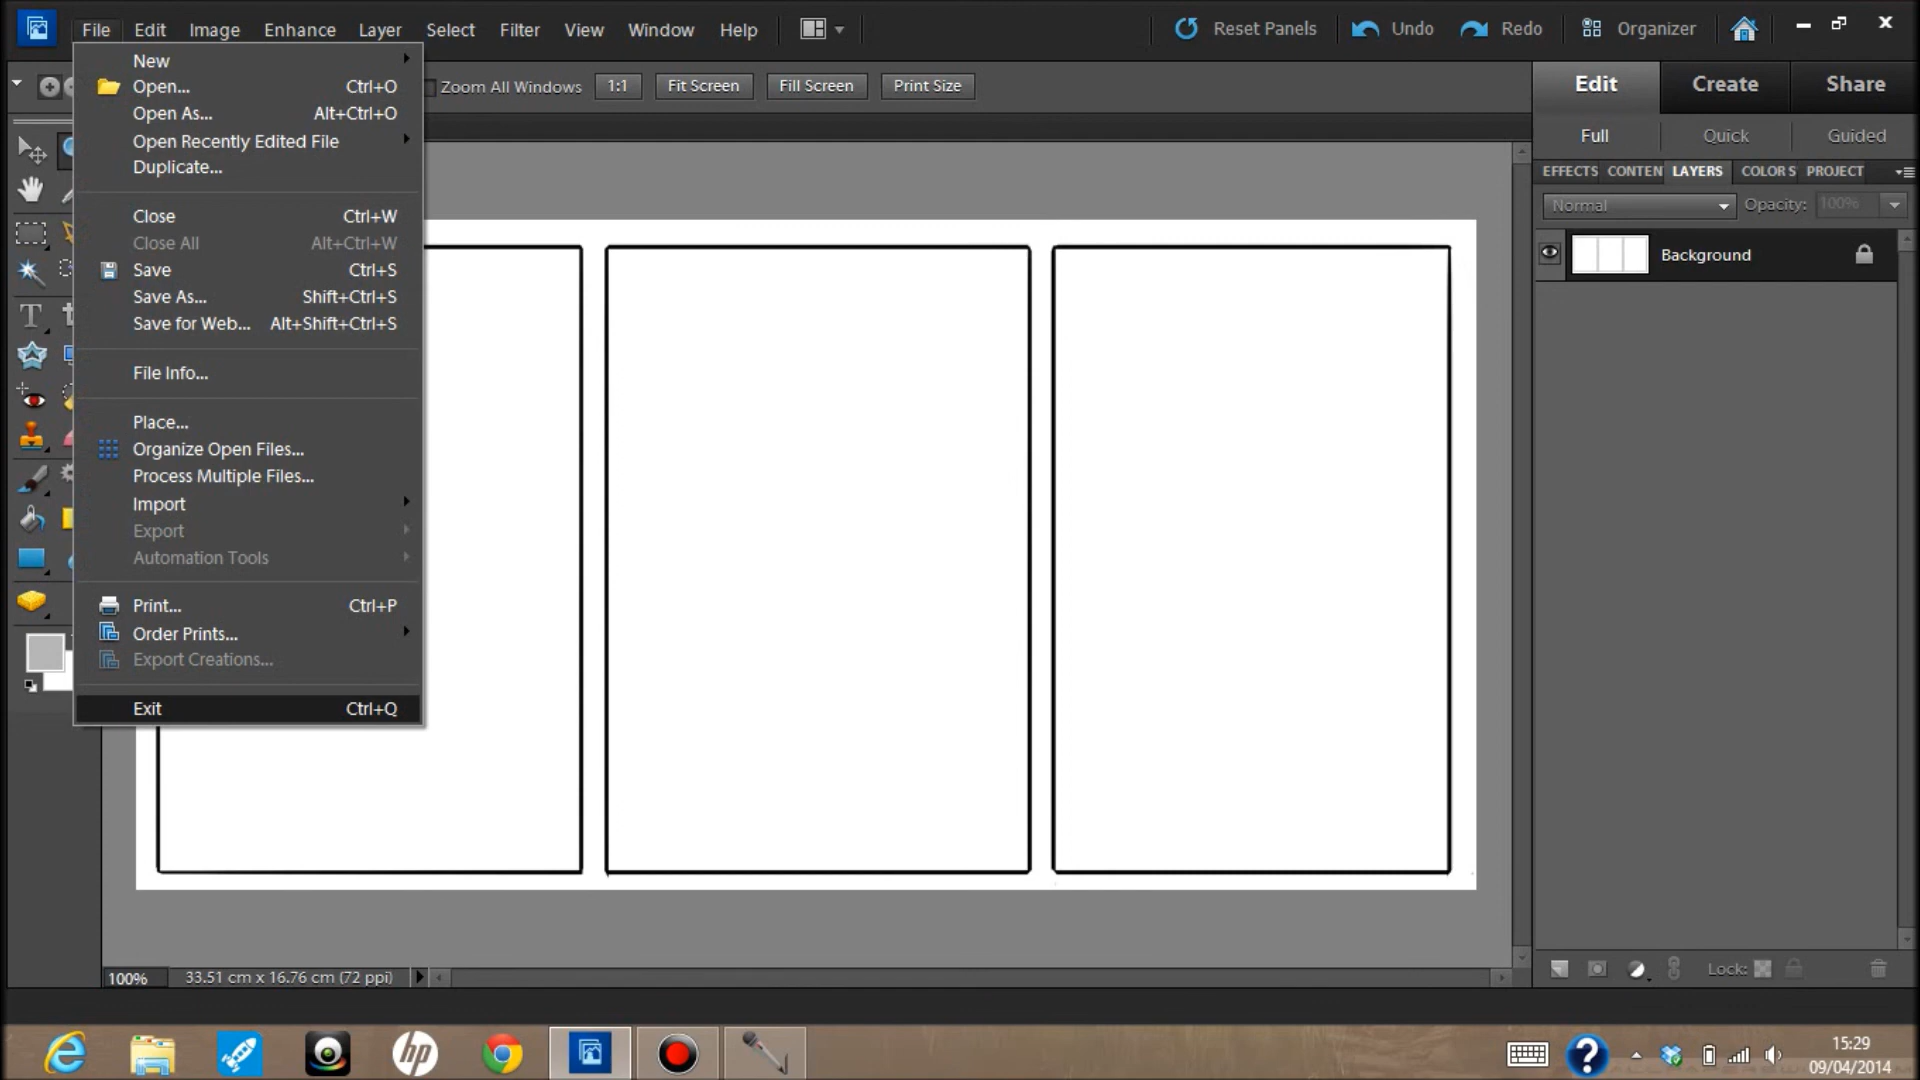 File Edit Image Enhance Layer Select Filter View Window Help Reset Panels Undo Redo Organizer
Zoom All Windows 1:1 Fit Screen Fill Screen Print Size
Edit Create Share
Full Quick Guided
EFFECTS CONTEN LAYERS COLORS PROJECT
Normal Opacity: 100%
Background
New
Open... Ctrl+O
Open As... Alt+Ctrl+O
Open Recently Edited File
Duplicate...
Close Ctrl+W
Close All Alt+Ctrl+W
Save Ctrl+S
Save As... Shift+Ctrl+S
Save for Web... Alt+Shift+Ctrl+S
File Info...
Place...
Organize Open Files...
Process Multiple Files...
Import
Export
Automation Tools
Print... Ctrl+P
Order Prints...
Export Creations...
Exit Ctrl+Q
100% 33.51 cm x 16.76 cm (72 ppi)
Lock:
hp
15:29
09/04/2014